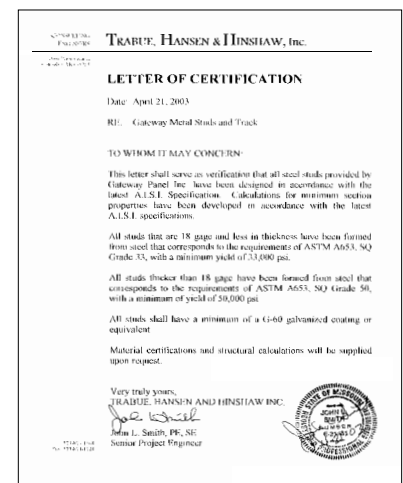 CONSULTING
ENGINEERS
TRABUE, HANSEN & HINSHAW, Inc.
LETTER OF CERTIFICATION
Date: April 21, 2003
RE: Gateway Metal Studs and Track
TO WHOM IT MAY CONCERN:
This letter shall serve as verification that all steel studs provided by
Gateway Panel Inc have been designed in accordance with the
latest A.I.S.I. Specification. Calculations for minimum section
properties have been developed in accordance with the latest
A.I.S.I. specifications.
All studs that are 18 gage and less in thickness have been formed
from steel that corresponds to the requirements of ASTM A653, SQ
Grade 33, with a minimum yield of 33,000 psi.
All studs thicker than 18 gage have been formed from steel that
corresponds to the requirements of ASTM A653, SQ Grade 50,
with a minimum of yield of 50,000 psi
All studs shall have a minimum of a G-60 galvanized coating or
equivalent
Material certifications and structural calculations will be supplied
upon request.
Very truly yours,
TRABUE, HANSEN AND HINSHAW INC.
John L. Smith, PE, SE
Senior Project Engineer
STATE OF MISSOURI
JOHN L.
SMITH
NUMBER
PROFESSIONAL